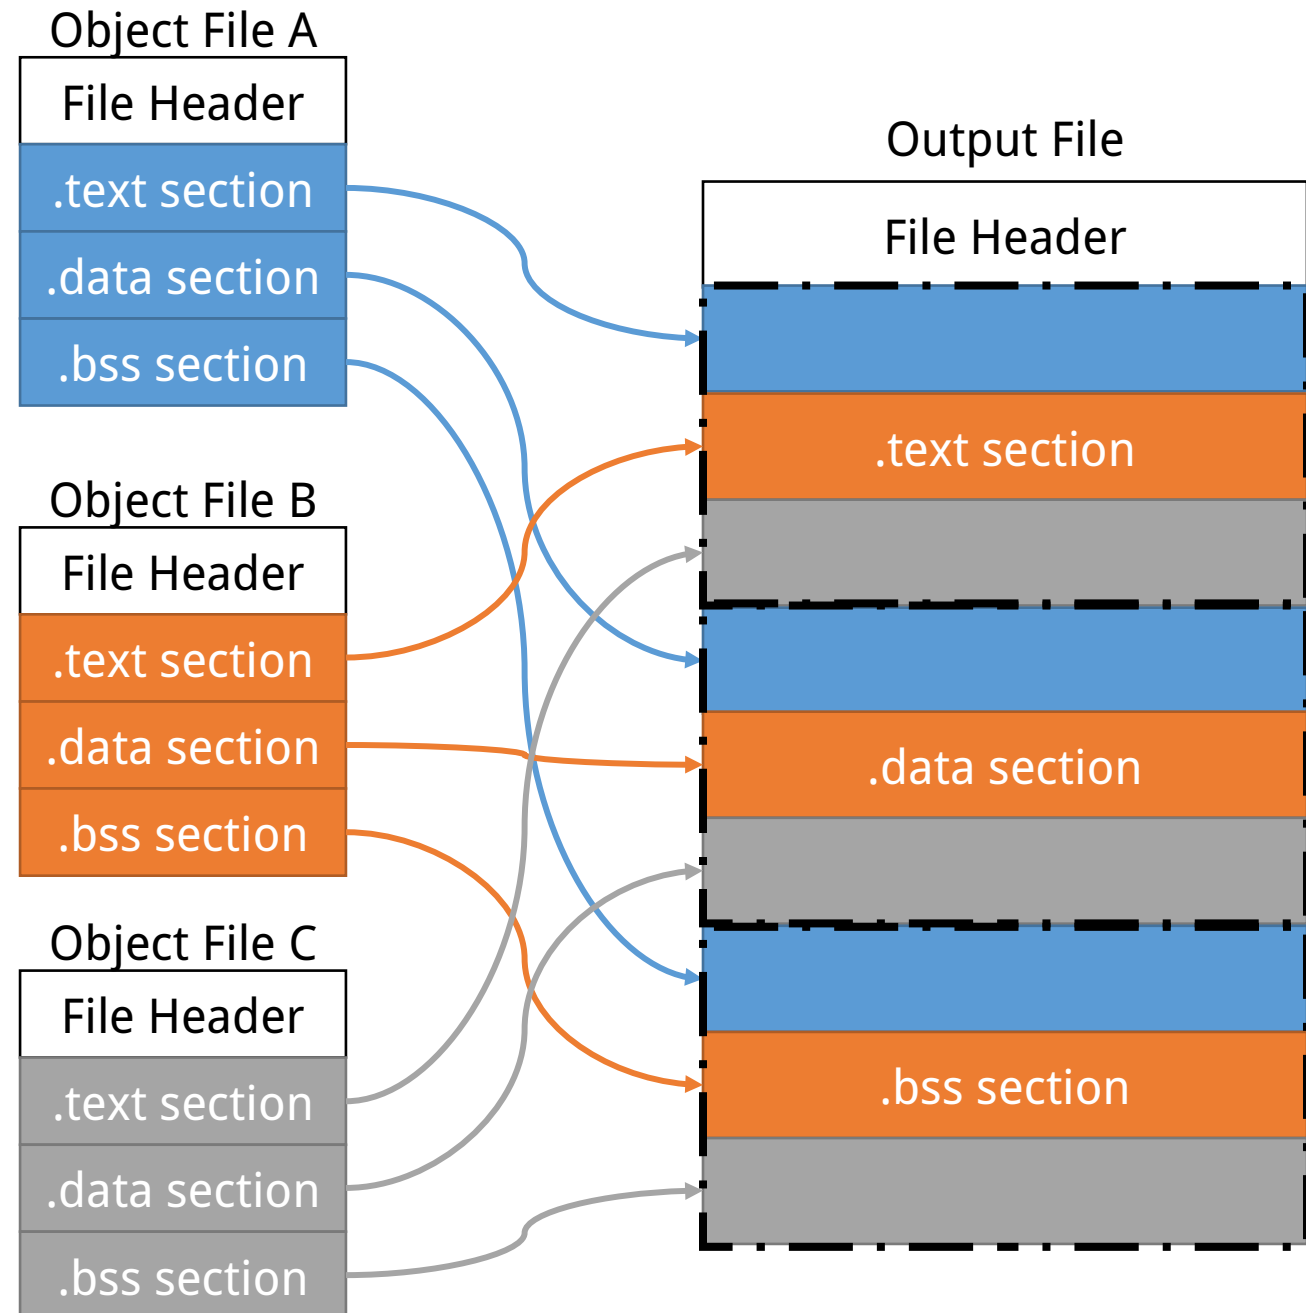 Object File A
File Header
.text section
.data section
.bss section
Object File B
File Header
.text section
.data section
.bss section
Object File C
File Header
.text section
.data section
.bss section
Output File
File Header
.text section
.data section
.bss section